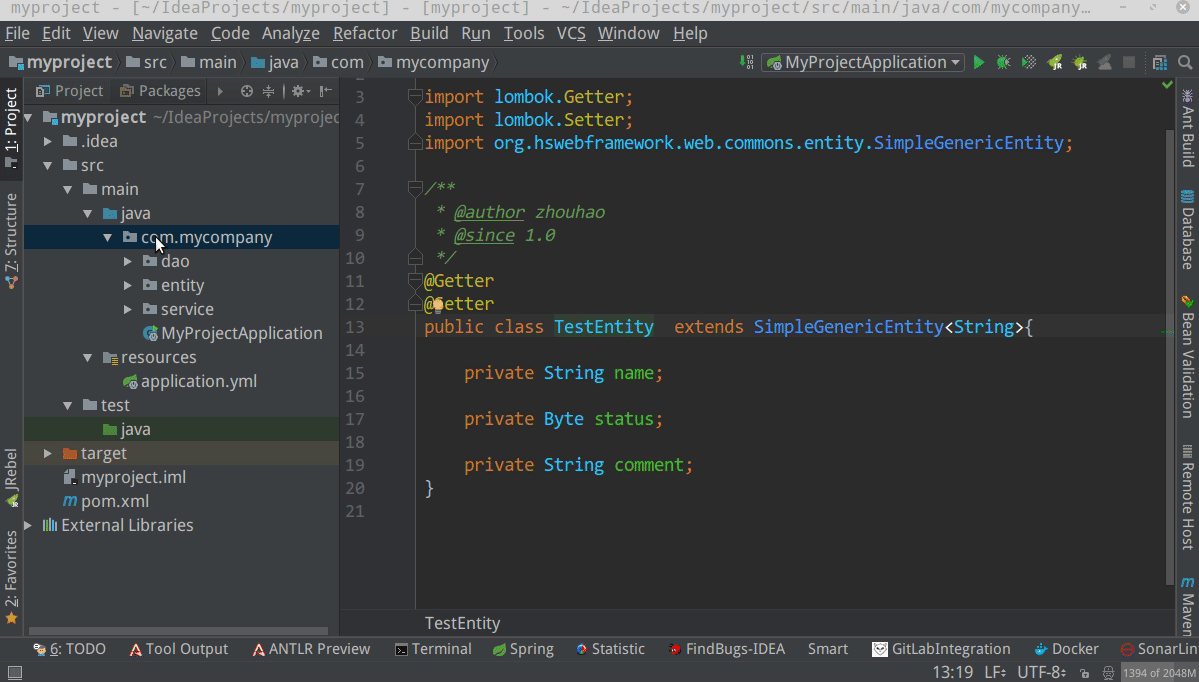 myproject - [~/IdeaProjects/myproject] - [myproject] - ~/IdeaProjects/myproject/src/main/java/com/mycompany...
File Edit View Navigate Code Analyze Refactor Build Run Tools VCS Window Help
myproject src main java com mycompany MyProjectApplication
Project Packages
1: Project
7: Structure
JRebel
2: Favorites
myproject ~/IdeaProjects/myprojec
.idea
src
main
java
com.mycompany
dao
entity
service
MyProjectApplication
resources
application.yml
test
java
target
myproject.iml
pom.xml
External Libraries
3 import lombok.Getter;
4 import lombok.Setter;
5 import org.hswebframework.web.commons.entity.SimpleGenericEntity;
6
7 /**
8 * @author zhouhao
9 * @since 1.0
10 */
11 @Getter
12 @Setter
13 public class TestEntity extends SimpleGenericEntity<String>{
14
15 private String name;
16
17 private Byte status;
18
19 private String comment;
20 }
21
TestEntity
Ant Build
Database
Bean Validation
Remote Host
Maven
6: TODO Tool Output ANTLR Preview Terminal Spring Statistic FindBugs-IDEA Smart GitLabIntegration Docker SonarLin
13:19 LF UTF-8 1394 of 2048M